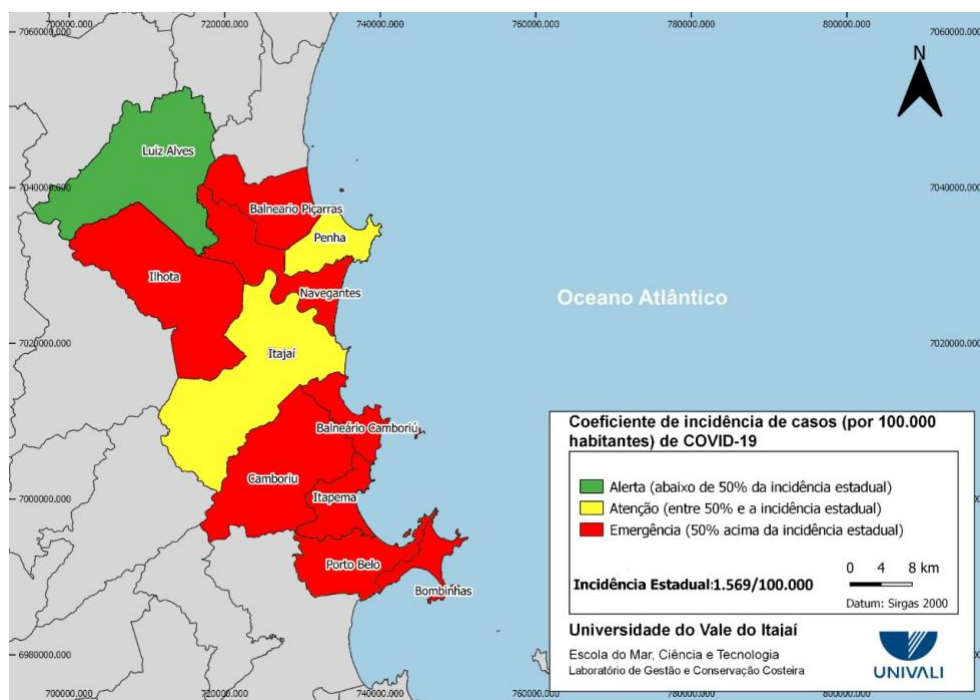 700000.000 720000.000 740000.000 760000.000 780000.000 800000.000
7060000.000 7060000.000
N
Luiz Alves
7040000.000 7040000.000
Balneario Piçarras
Penha
Ilhota
Navegantes
Oceano Atlântico
7020000.000 7020000.000
Itajaí
Balneário Camboriú
Camboriu
Itapema
7000000.000
Porto Belo
Bombinhas
6980000.000
700000.000 720000.000 740000.000 760000.000 780000.000 800000.000
Coeficiente de incidência de casos (por 100.000
habitantes) de COVID-19
Alerta (abaixo de 50% da incidência estadual)
Atenção (entre 50% e a incidência estadual)
Emergência (50% acima da incidência estadual)
Incidência Estadual:1.569/100.000
0 4 8 km
Datum: Sirgas 2000
Universidade do Vale do Itajaí
Escola do Mar, Ciência e Tecnologia
Laboratório de Gestão e Conservação Costeira
UNIVALI